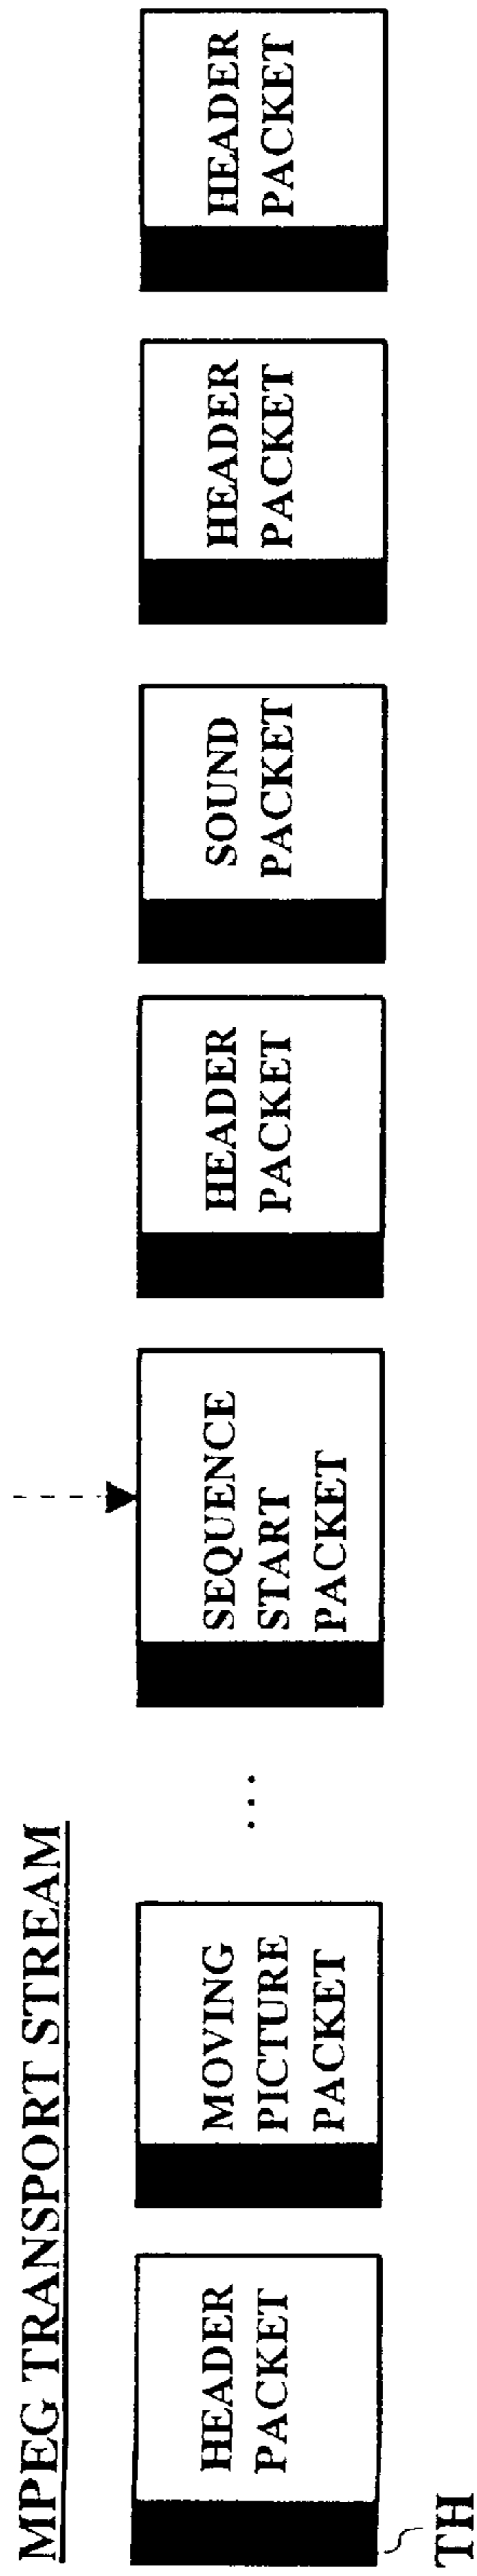 MPEG TRANSPORT STREAM
HEADER
PACKET
MOVING
PICTURE
PACKET
...
SEQUENCE
START
PACKET
HEADER
PACKET
SOUND
PACKET
HEADER
PACKET
HEADER
PACKET
TH